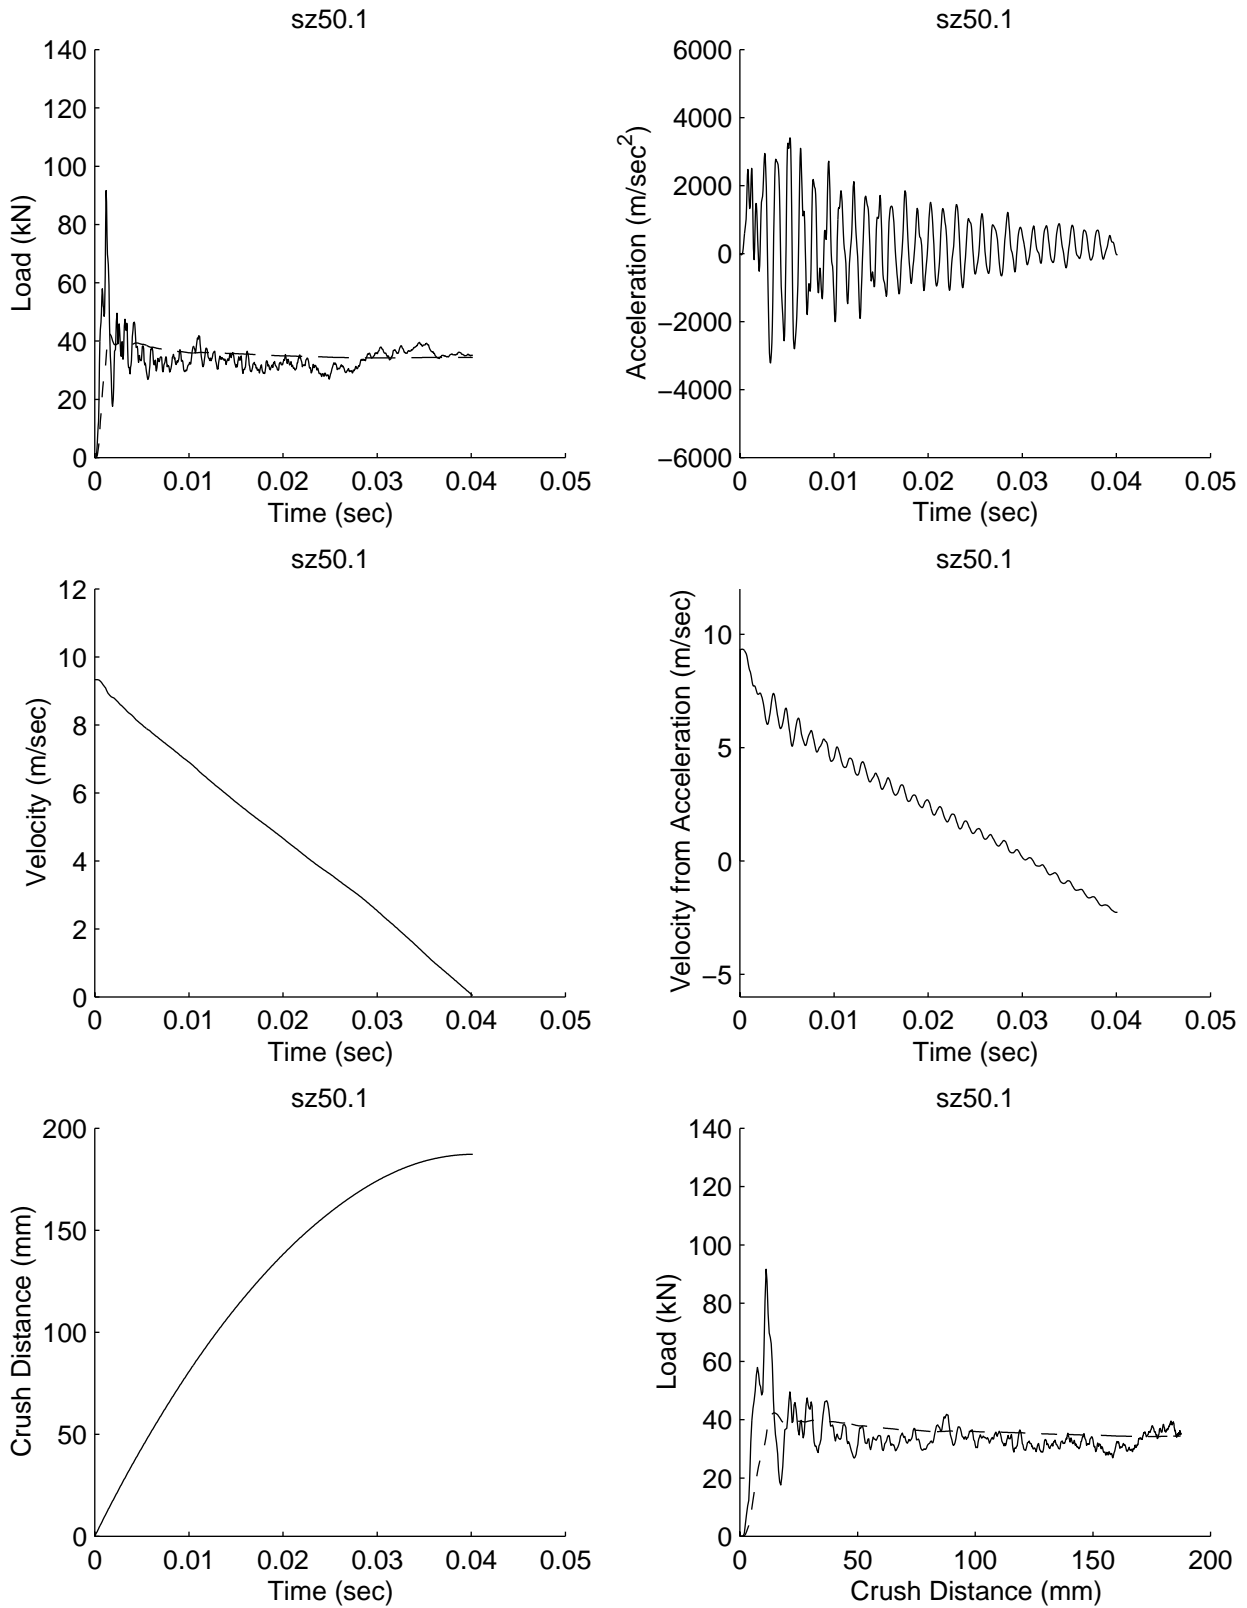 sz50.1
140
120
100
80
60
40
20
0
Load (kN)
0 0.01 0.02 0.03 0.04 0.05
Time (sec)
sz50.1
6000
4000
2000
0
−2000
−4000
−6000
Acceleration (m/sec2)
0 0.01 0.02 0.03 0.04 0.05
Time (sec)
sz50.1
12
10
8
6
4
2
0
Velocity (m/sec)
0 0.01 0.02 0.03 0.04 0.05
Time (sec)
sz50.1
10
5
0
−5
Velocity from Acceleration (m/sec)
0 0.01 0.02 0.03 0.04 0.05
Time (sec)
sz50.1
200
150
100
50
0
Crush Distance (mm)
0 0.01 0.02 0.03 0.04 0.05
Time (sec)
sz50.1
140
120
100
80
60
40
20
0
Load (kN)
0 50 100 150 200
Crush Distance (mm)